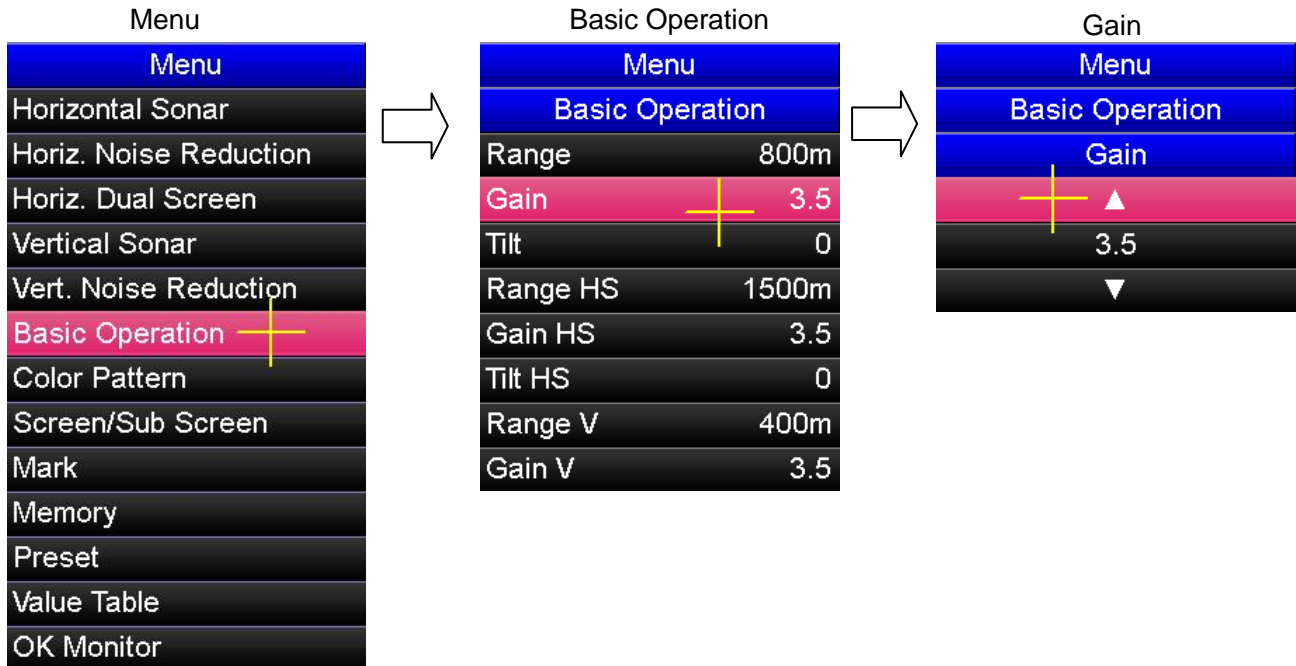 Menu
Menu
Horizontal Sonar
Horiz. Noise Reduction
Horiz. Dual Screen
Vertical Sonar
Vert. Noise Reduction
Basic Operation
Color Pattern
Screen/Sub Screen
Mark
Memory
Preset
Value Table
OK Monitor
Basic Operation
Menu
Basic Operation
Range 800m
Gain 3.5
Tilt 0
Range HS 1500m
Gain HS 3.5
Tilt HS 0
Range V 400m
Gain V 3.5
Gain
Menu
Basic Operation
Gain
▲
3.5
▼